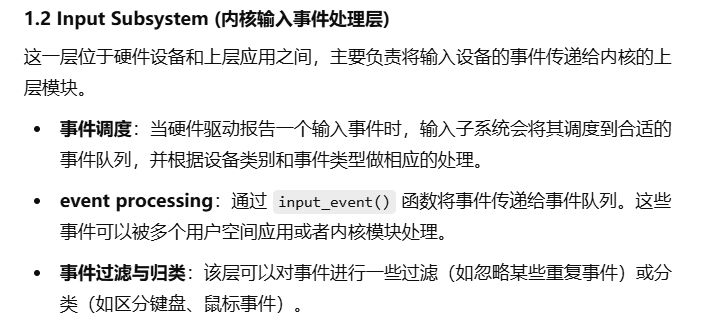 1.2 Input Subsystem (内核输入事件处理层)
这一层位于硬件设备和上层应用之间，主要负责将输入设备的事件传递给内核的上
层模块。
• 事件调度：当硬件驱动报告一个输入事件时，输入子系统会将其调度到合适的
事件队列，并根据设备类别和事件类型做相应的处理。
• event processing：通过 input_event() 函数将事件传递给事件队列。这些
事件可以被多个用户空间应用或者内核模块处理。
• 事件过滤与归类：该层可以对事件进行一些过滤（如忽略某些重复事件）或分
类（如区分键盘、鼠标事件）。